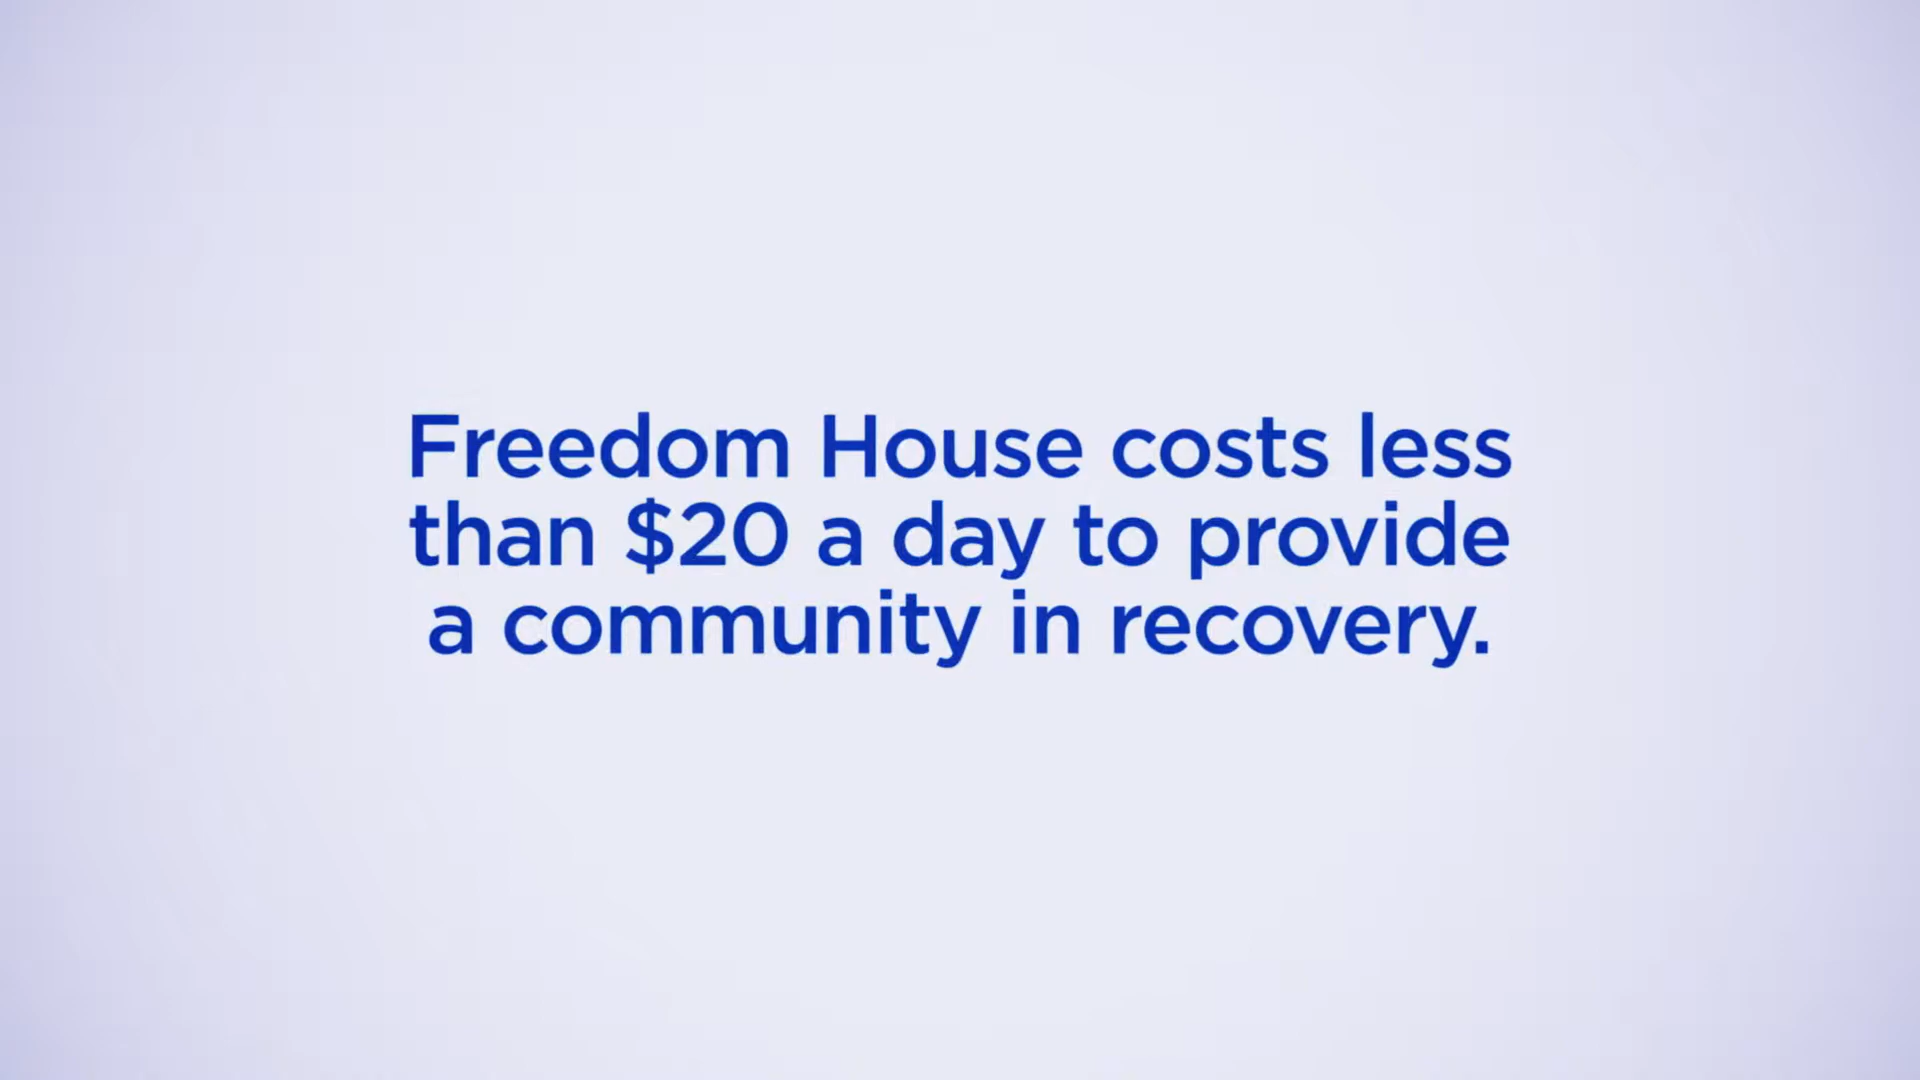 Freedom House costs less
than $20 a day to provide
a community in recovery.